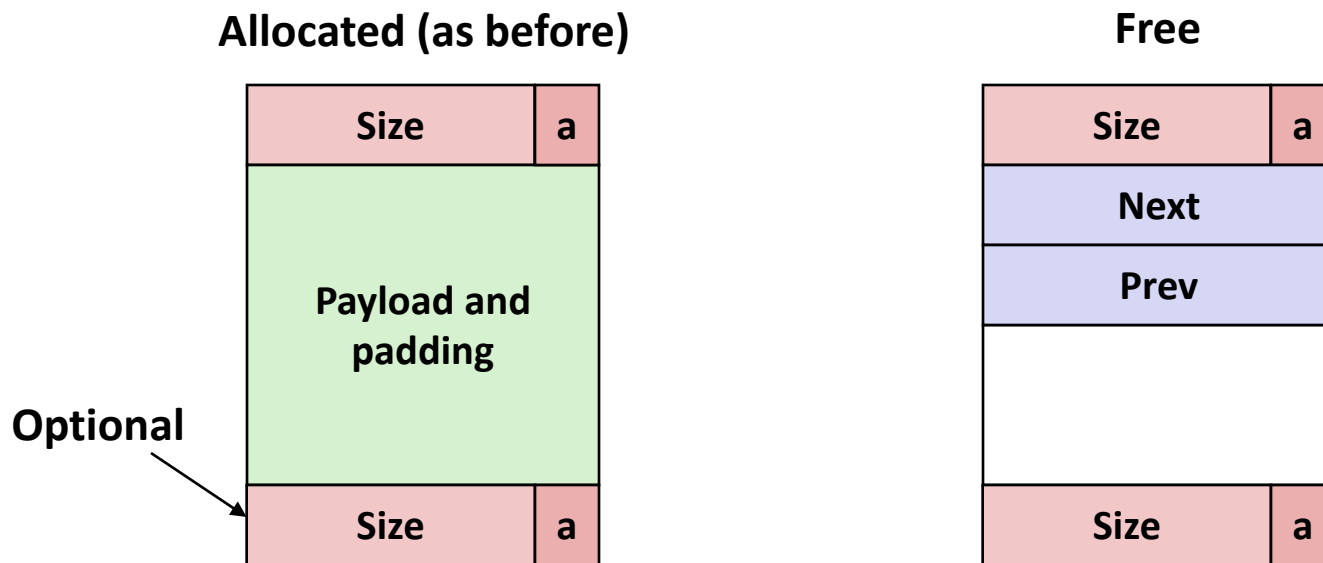 Allocated (as before)
Size a
Payload and
padding
Optional
Size a
Free
Size a
Next
Prev
Size a